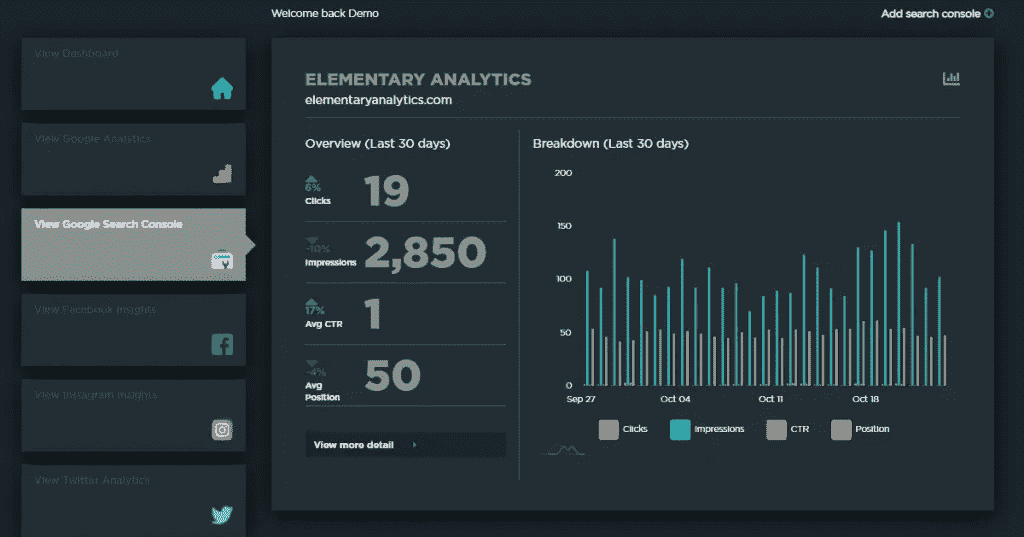 Welcome back Demo
Add search console
View Dashboard
View Google Analytics
View Google Search Console
View Facebook Insights
View Instagram Insights
View Twitter Analytics
ELEMENTARY ANALYTICS
elementaryanalytics.com
Overview (Last 30 days)
6%
Clicks
19
-10%
Impressions
2,850
17%
Avg CTR
1
-4%
Avg
Position
50
View more detail
Breakdown (Last 30 days)
200
150
100
50
0
Sep 27 Oct 04 Oct 11 Oct 18
Clicks Impressions CTR Position